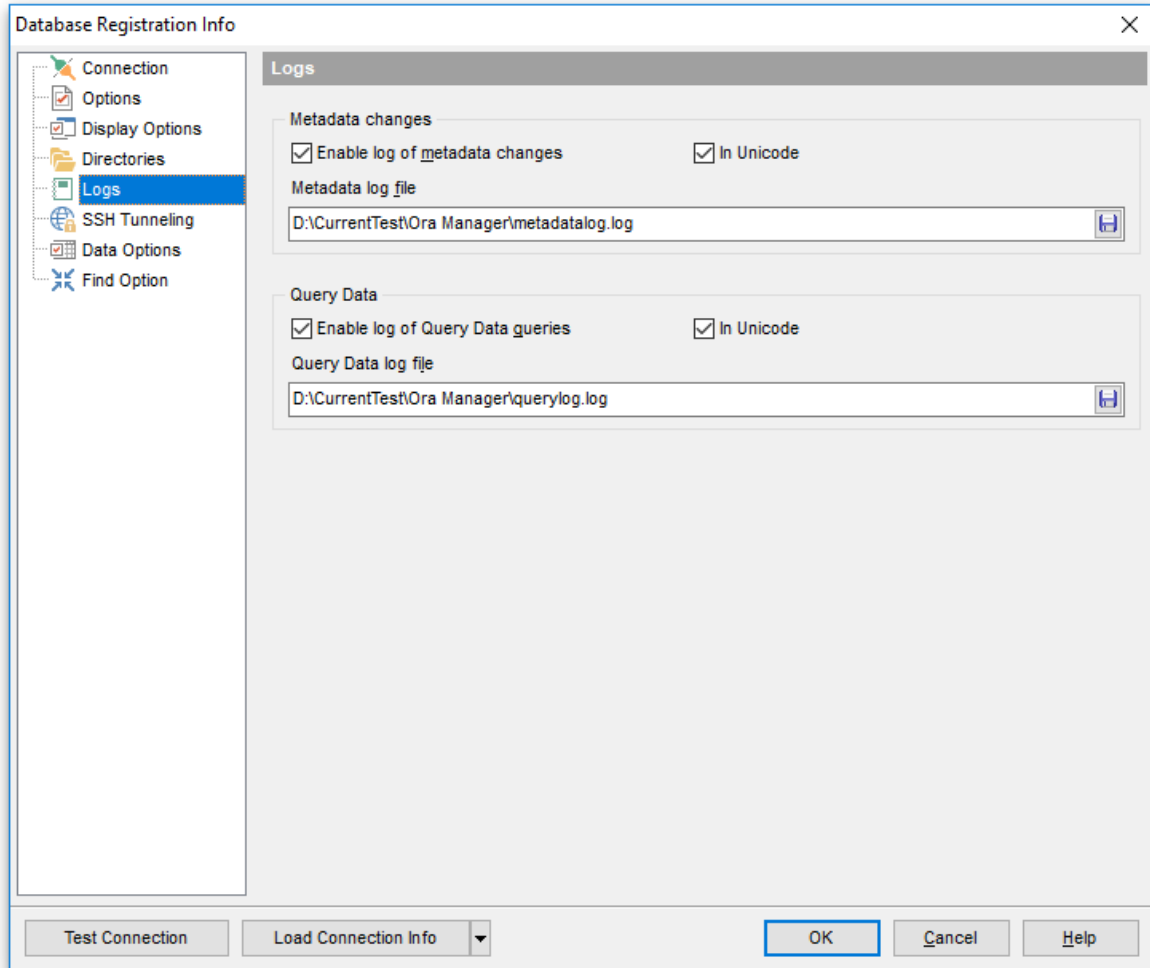 Database Registration Info
Connection
Options
Display Options
Directories
Logs
SSH Tunneling
Data Options
Find Option
Logs
Metadata changes
Enable log of metadata changes In Unicode
Metadata log file
D:\CurrentTest\Ora Manager\metadatalog.log
Query Data
Enable log of Query Data queries In Unicode
Query Data log file
D:\CurrentTest\Ora Manager\querylog.log
Test Connection Load Connection Info OK Cancel Help